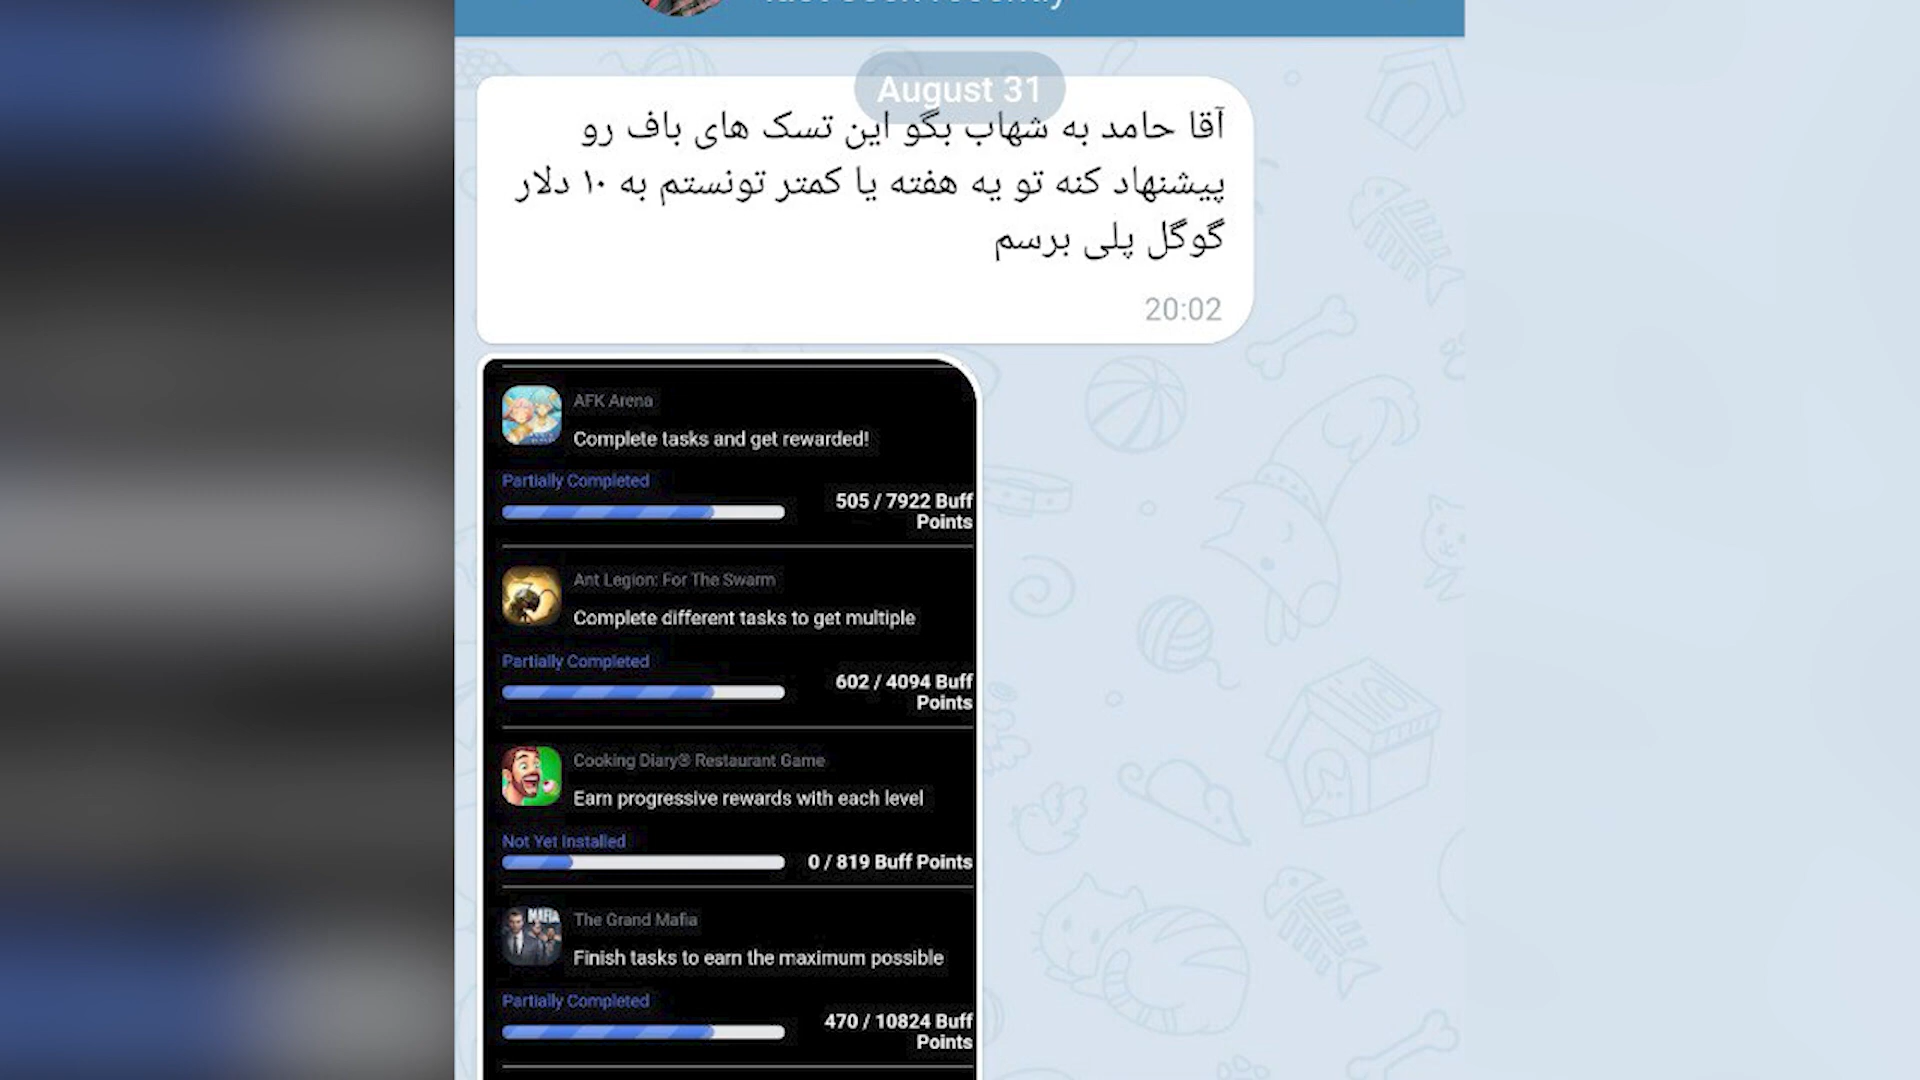 last seen recently
August 31
آقا حامد به شهاب بگو این تسک های باف رو
پیشنهاد کنه تو یه هفته یا کمتر تونستم به ۱۰ دلار
گوگل پلی برسم
20:02
AFK Arena
Complete tasks and get rewarded!
Partially Completed
505 / 7922 Buff
Points
Ant Legion: For The Swarm
Complete different tasks to get multiple
Partially Completed
602 / 4094 Buff
Points
Cooking Diary® Restaurant Game
Earn progressive rewards with each level
Not Yet Installed
0 / 819 Buff Points
MAFIA
The Grand Mafia
Finish tasks to earn the maximum possible
Partially Completed
470 / 10824 Buff
Points